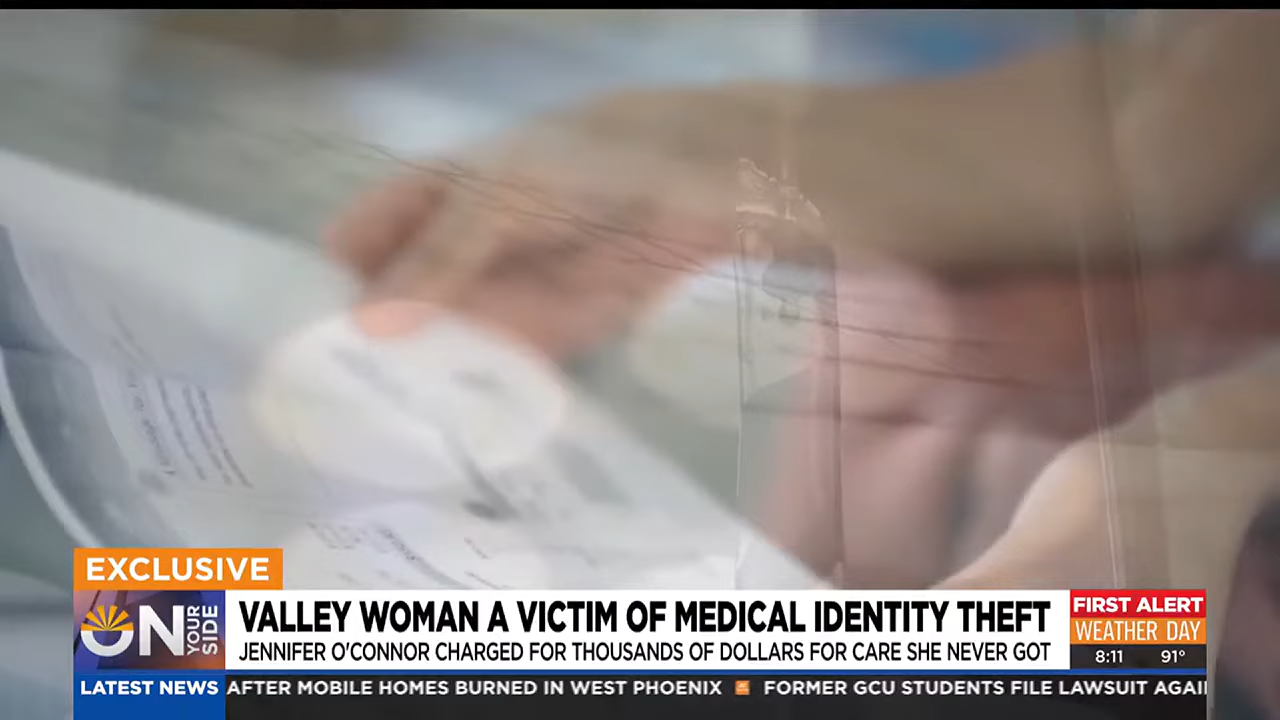 EXCLUSIVE
ON YOUR SIDE
VALLEY WOMAN A VICTIM OF MEDICAL IDENTITY THEFT
JENNIFER O'CONNOR CHARGED FOR THOUSANDS OF DOLLARS FOR CARE SHE NEVER GOT
FIRST ALERT
WEATHER DAY
8:11 91°
LATEST NEWS AFTER MOBILE HOMES BURNED IN WEST PHOENIX FORMER GCU STUDENTS FILE LAWSUIT AGAI